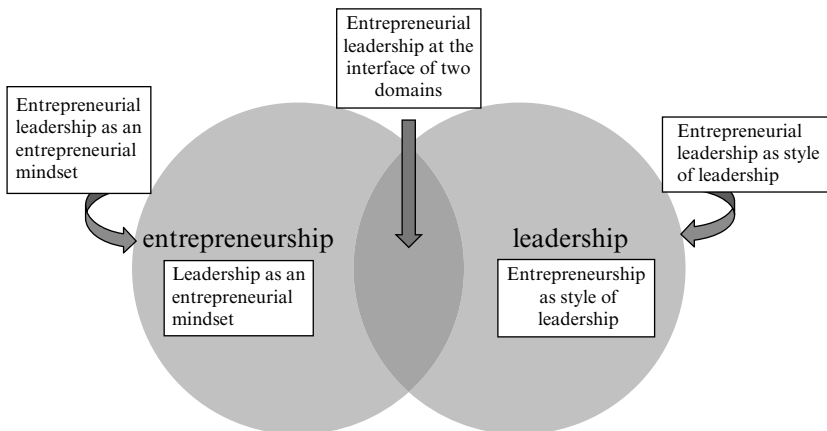 Entrepreneurial
leadership at the
interface of two
domains
Entrepreneurial
leadership as an
entrepreneurial
mindset
Entrepreneurial
leadership as style
of leadership
entrepreneurship
leadership
Leadership as an
entrepreneurial
mindset
Entrepreneurship
as style of
leadership